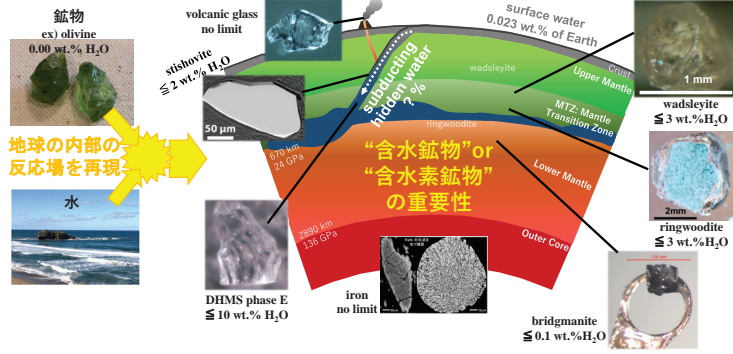 鉱物
ex) olivine
0.00 wt.% H₂O
地球の内部の
反応場を再現
水
volcanic glass
no limit
stishovite
≦ 2 wt.% H₂O
50 μm
surface water
0.023 wt.% of Earth
subducting
hidden water
? %
wadsleyite
Crust
Upper Mantle
MTZ: Mantle
Transition Zone
ringwoodite
670 km
24 GPa
“含水鉱物”or
“含水素鉱物”
の重要性
Lower Mantle
2890 km
136 GPa
Outer Core
DHMS phase E
≦ 10 wt.% H₂O
iron
no limit
1 mm
wadsleyite
≦ 3 wt.%H₂O
2mm
ringwoodite
≦ 3 wt.%H₂O
bridgmanite
≦ 0.1 wt.%H₂O